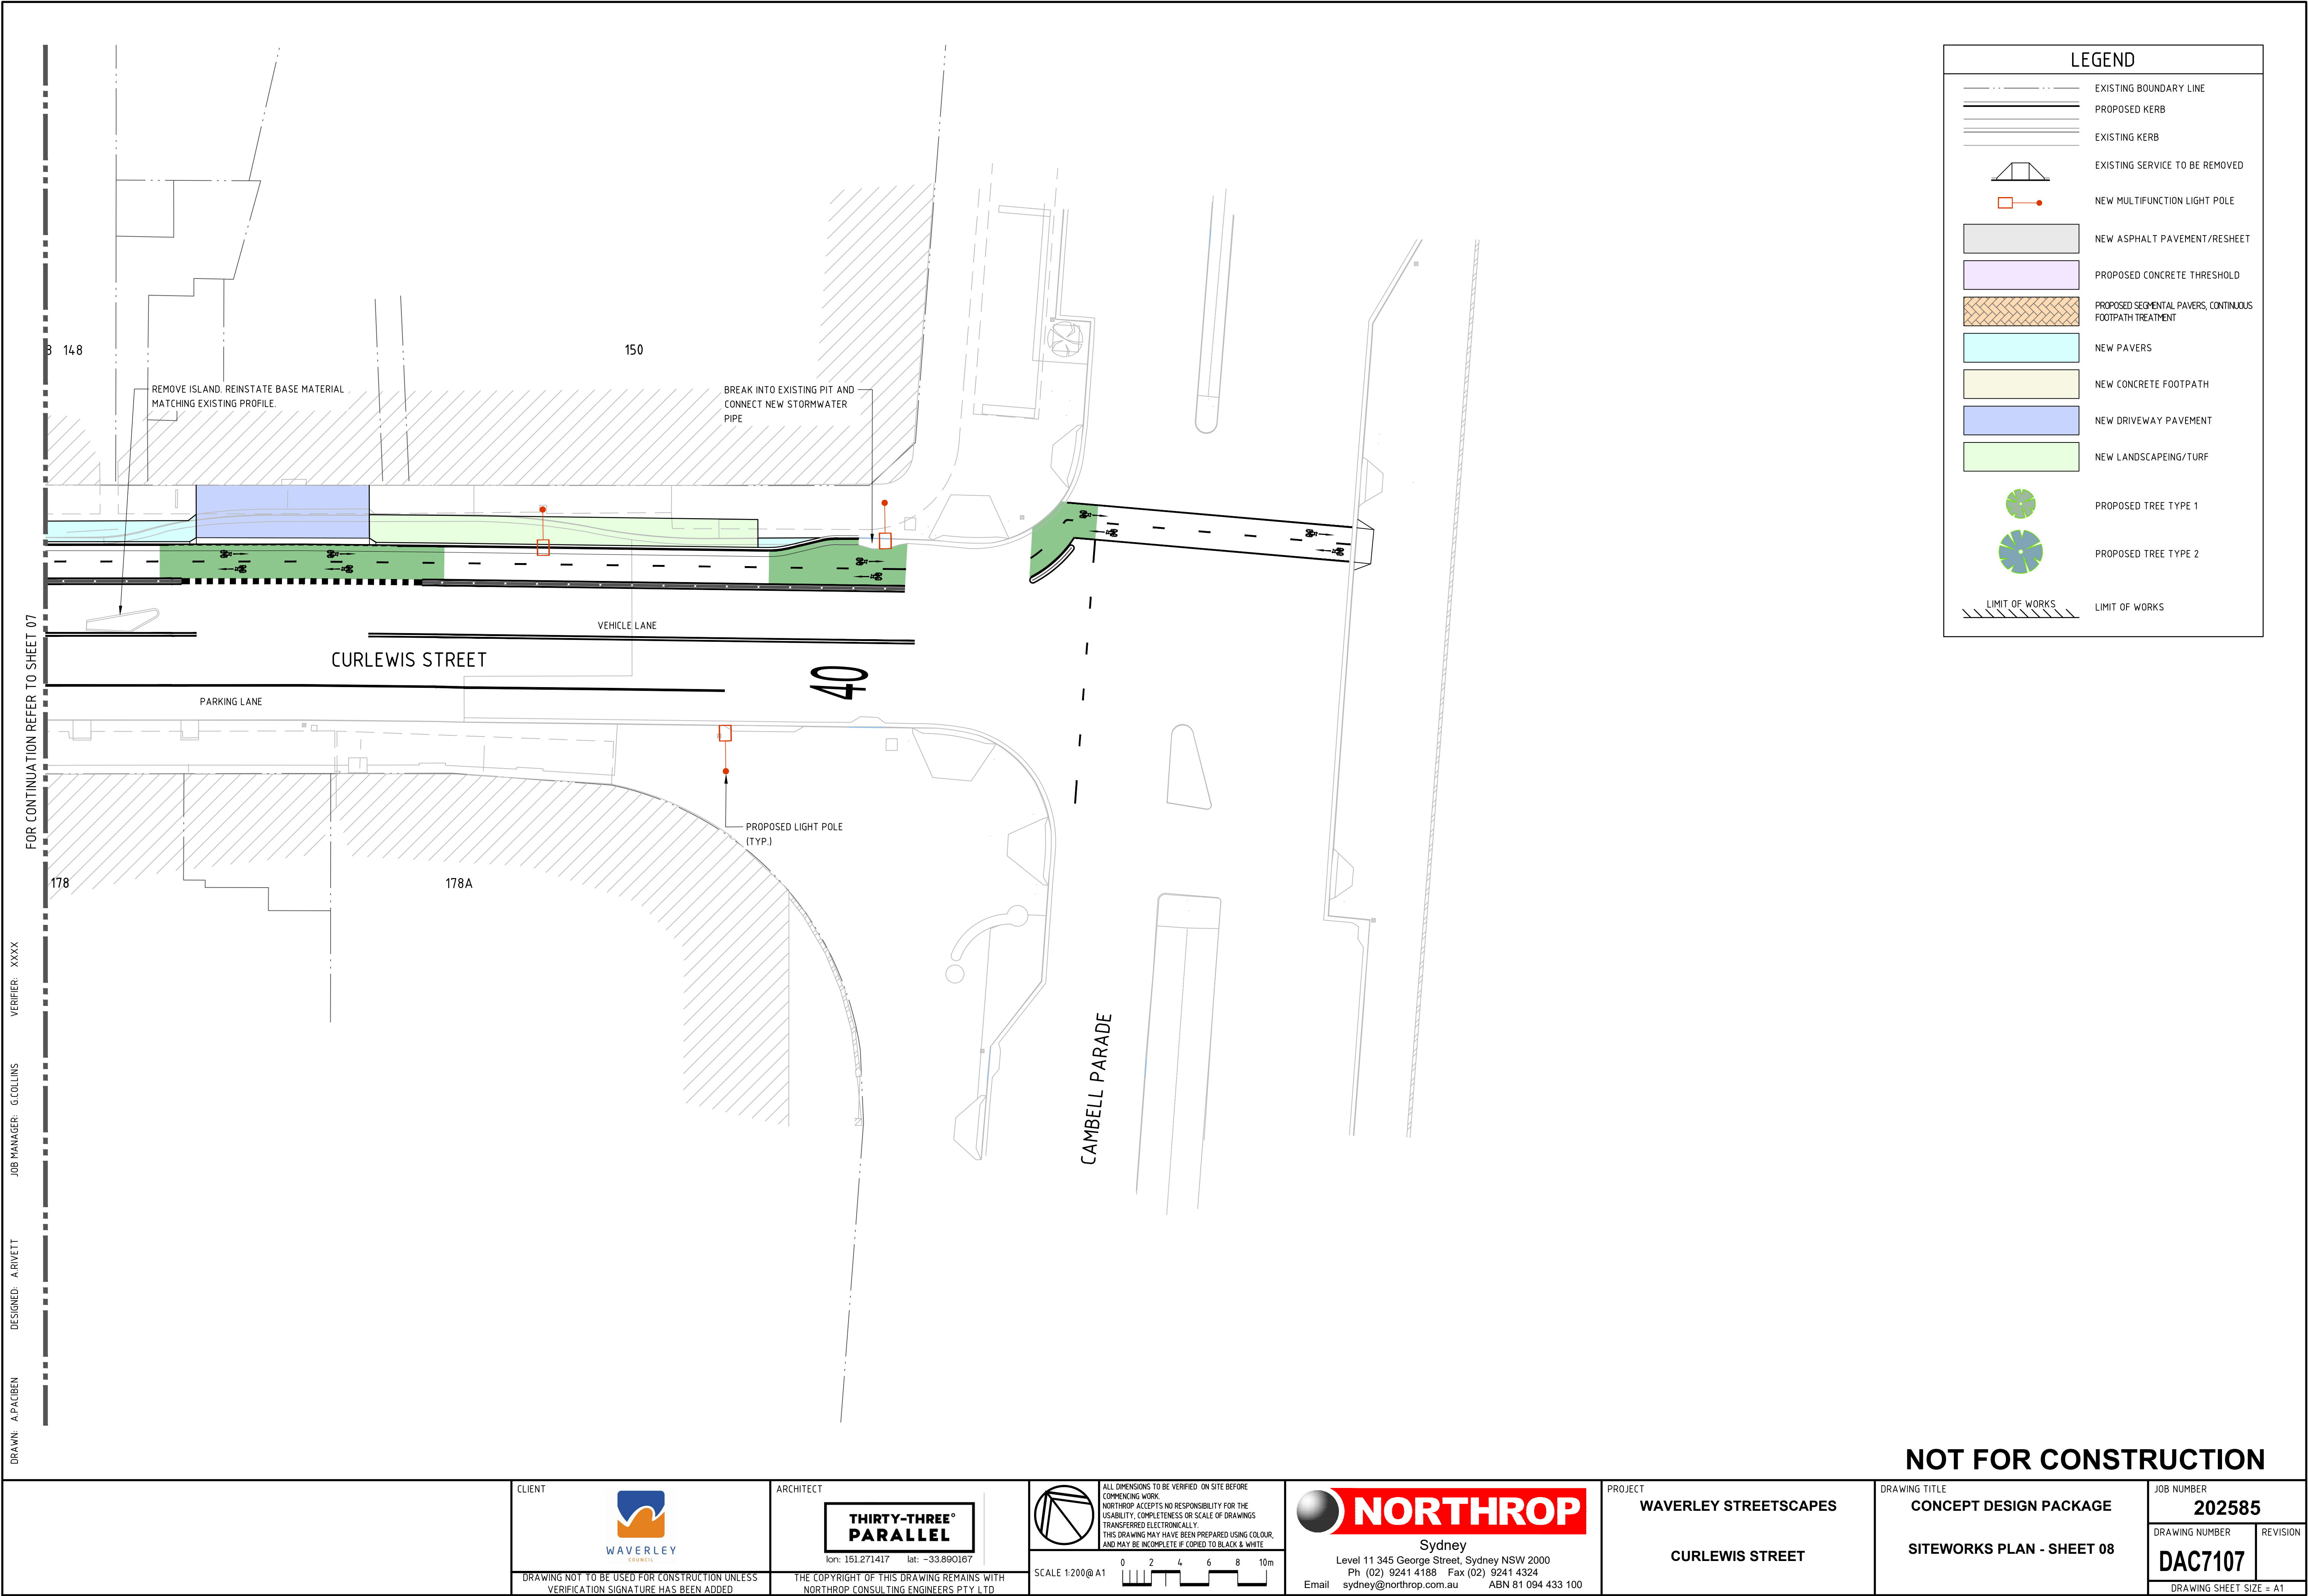 LEGEND
EXISTING BOUNDARY LINE
PROPOSED KERB
EXISTING KERB
EXISTING SERVICE TO BE REMOVED
NEW MULTIFUNCTION LIGHT POLE
NEW ASPHALT PAVEMENT/RESHEET
PROPOSED CONCRETE THRESHOLD
PROPOSED SEGMENTAL PAVERS, CONTINUOUS
FOOTPATH TREATMENT
NEW PAVERS
NEW CONCRETE FOOTPATH
NEW DRIVEWAY PAVEMENT
NEW LANDSCAPEING/TURF
PROPOSED TREE TYPE 1
PROPOSED TREE TYPE 2
LIMIT OF WORKS
LIMIT OF WORKS
148
150
REMOVE ISLAND. REINSTATE BASE MATERIAL
MATCHING EXISTING PROFILE.
BREAK INTO EXISTING PIT AND
CONNECT NEW STORMWATER
PIPE
VEHICLE LANE
CURLEWIS STREET
40
PARKING LANE
PROPOSED LIGHT POLE
(TYP.)
178
178A
CAMBELL PARADE
FOR CONTINUATION REFER TO SHEET 07
VERIFIER: XXXX
JOB MANAGER: G.COLLINS
DESIGNED: A.RIVETT
DRAWN: A.PACIBEN
NOT FOR CONSTRUCTION
CLIENT
WAVERLEY
COUNCIL
DRAWING NOT TO BE USED FOR CONSTRUCTION UNLESS
VERIFICATION SIGNATURE HAS BEEN ADDED
ARCHITECT
THIRTY-THREE°
PARALLEL
lon: 151.271417 lat: -33.890167
THE COPYRIGHT OF THIS DRAWING REMAINS WITH
NORTHROP CONSULTING ENGINEERS PTY LTD
ALL DIMENSIONS TO BE VERIFIED ON SITE BEFORE
COMMENCING WORK.
NORTHROP ACCEPTS NO RESPONSIBILITY FOR THE
USABILITY, COMPLETENESS OR SCALE OF DRAWINGS
TRANSFERRED ELECTRONICALLY.
THIS DRAWING MAY HAVE BEEN PREPARED USING COLOUR,
AND MAY BE INCOMPLETE IF COPIED TO BLACK & WHITE
SCALE 1:200@A1
0 2 4 6 8 10m
NORTHROP
Sydney
Level 11 345 George Street, Sydney NSW 2000
Ph (02) 9241 4188 Fax (02) 9241 4324
Email sydney@northrop.com.au ABN 81 094 433 100
PROJECT
WAVERLEY STREETSCAPES
CURLEWIS STREET
DRAWING TITLE
CONCEPT DESIGN PACKAGE
SITEWORKS PLAN - SHEET 08
JOB NUMBER
202585
DRAWING NUMBER
DAC7107
REVISION
DRAWING SHEET SIZE = A1